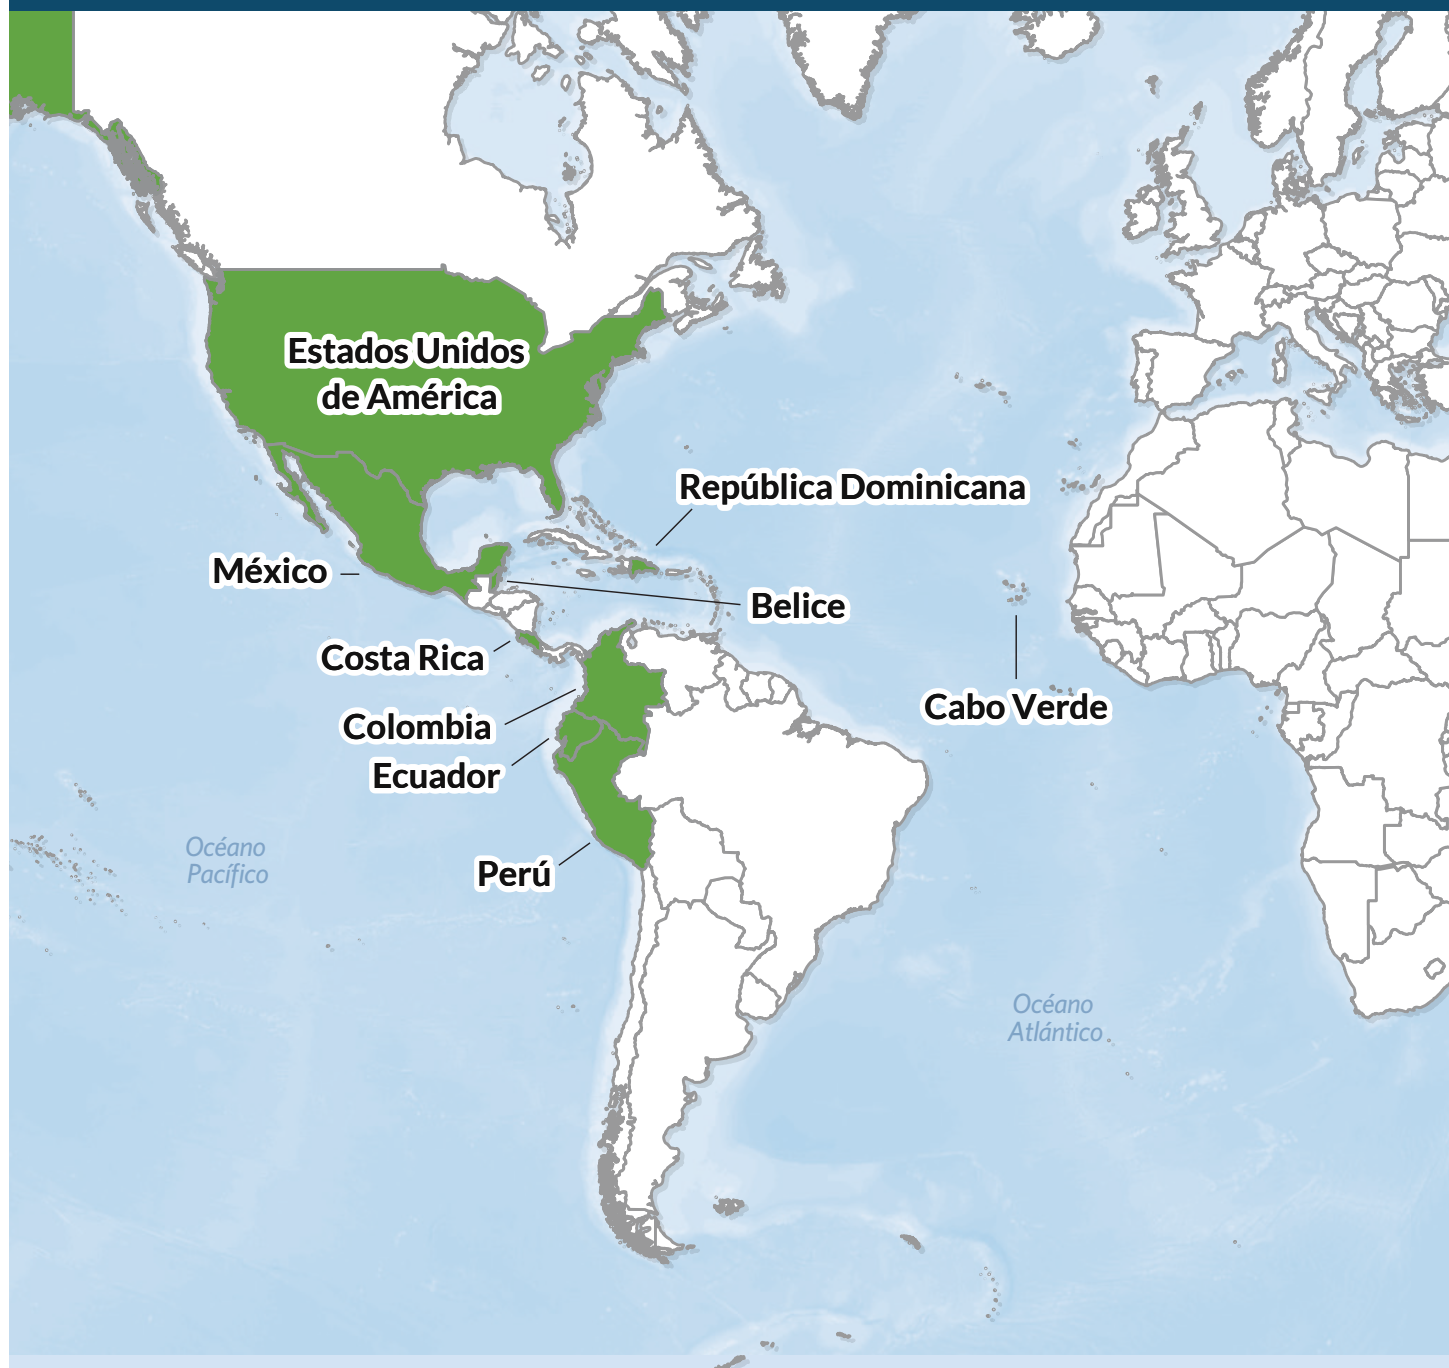 Estados Unidos
de América
República Dominicana
México
Belice
Costa Rica
Cabo Verde
Colombia
Ecuador
Océano
Pacífico
Perú
Océano
Atlántico